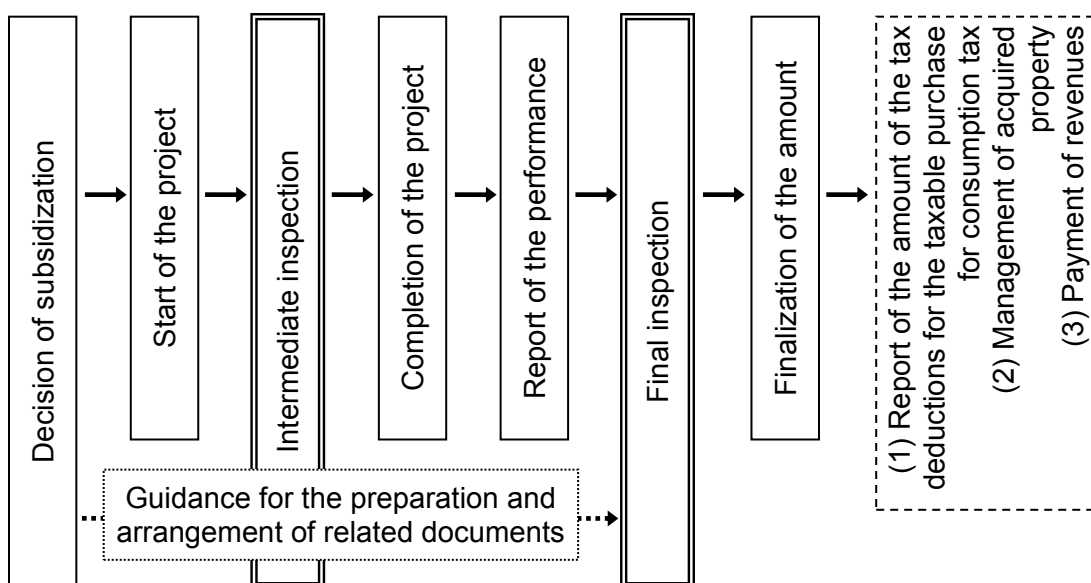 Decision of subsidization
Start of the project
Intermediate inspection
Completion of the project
Report of the performance
Final inspection
Finalization of the amount
(1) Report of the amount of the tax
deductions for the taxable purchase
for consumption tax
(2) Management of acquired
property
(3) Payment of revenues
Guidance for the preparation and
arrangement of related documents